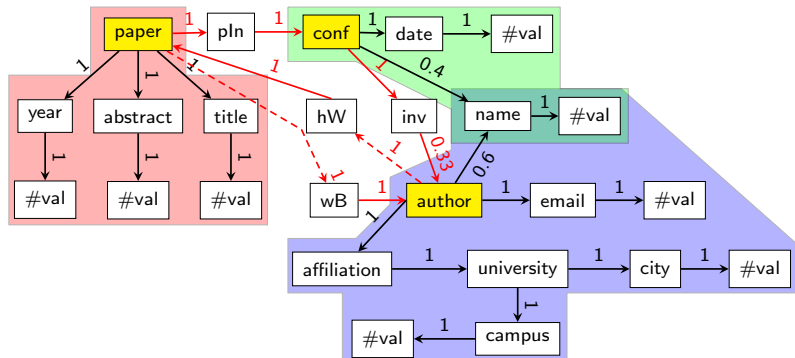 paper 1 pIn 1 conf 1 date 1 #val
1 1 1 1 1 0.4
year abstract title hW inv name 1 #val
1 1 1 1 1 0.33 0.6
#val #val #val wB 1 author 1 email 1 #val
1
affiliation 1 university 1 city 1 #val
1
#val 1 campus